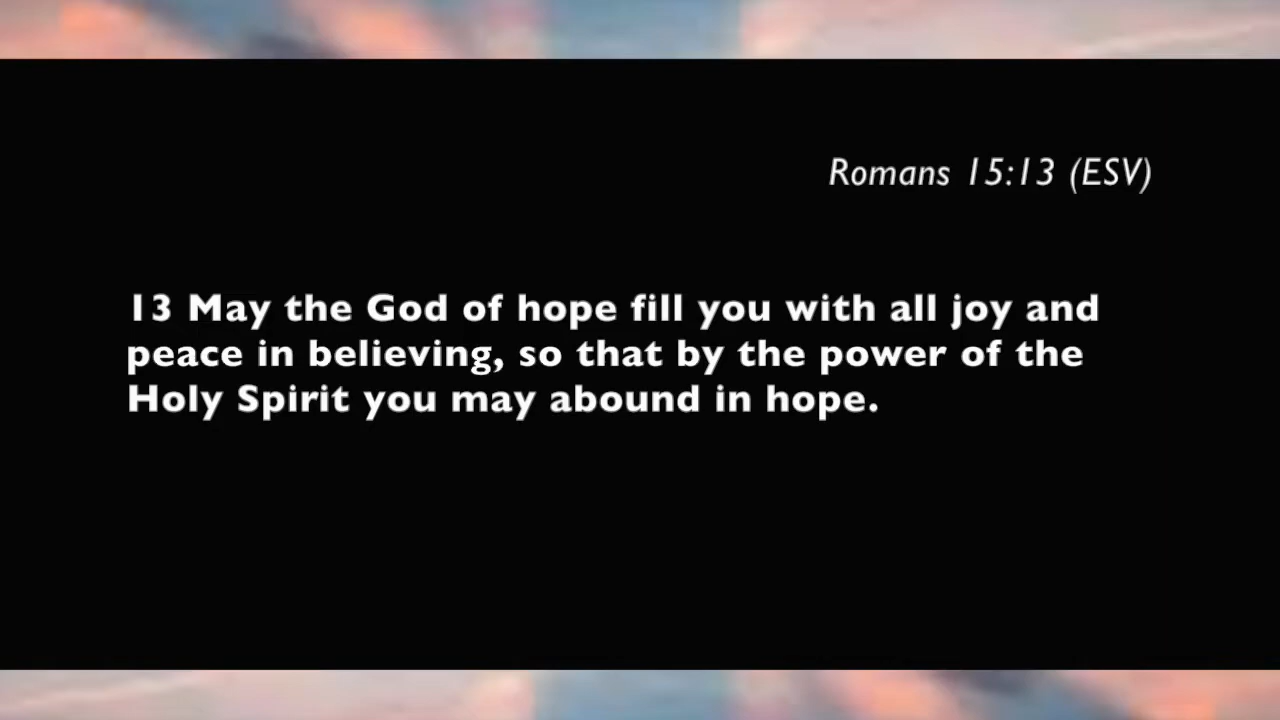 Romans 15:13 (ESV)
13 May the God of hope fill you with all joy and
peace in believing, so that by the power of the
Holy Spirit you may abound in hope.